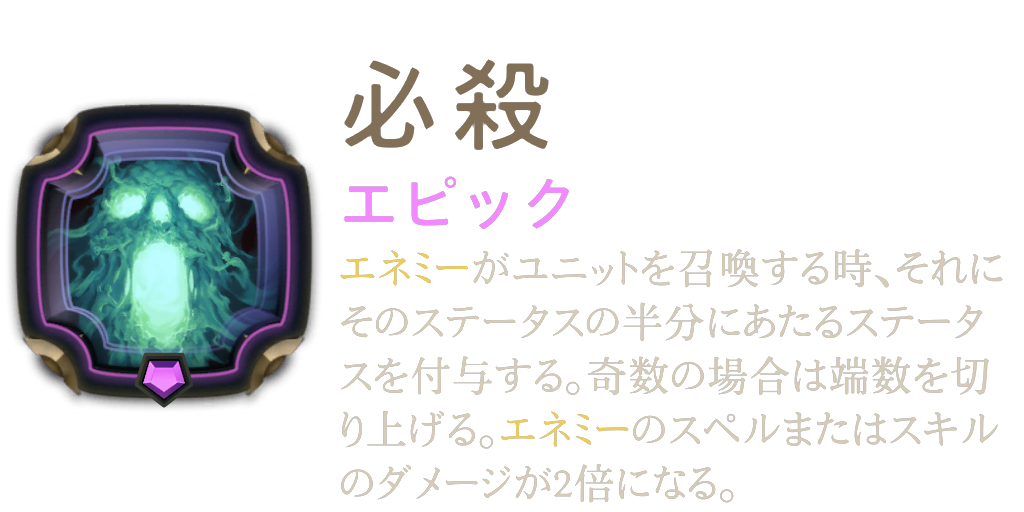 必殺
エピック
エネミーがユニットを召喚する時、それに
そのステータスの半分にあたるステータ
スを付与する。奇数の場合は端数を切
り上げる。エネミーのスペルまたはスキル
のダメージが2倍になる。